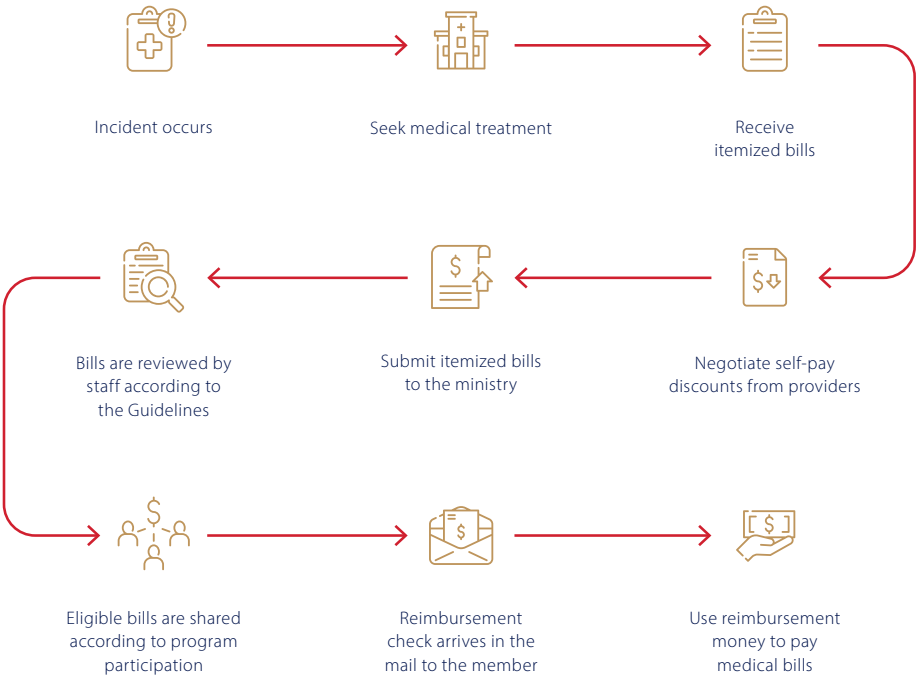 Incident occurs
Seek medical treatment
Receive
itemized bills
Negotiate self-pay
discounts from providers
Submit itemized bills
to the ministry
Bills are reviewed by
staff according to
the Guidelines
Eligible bills are shared
according to program
participation
Reimbursement
check arrives in the
mail to the member
Use reimbursement
money to pay
medical bills